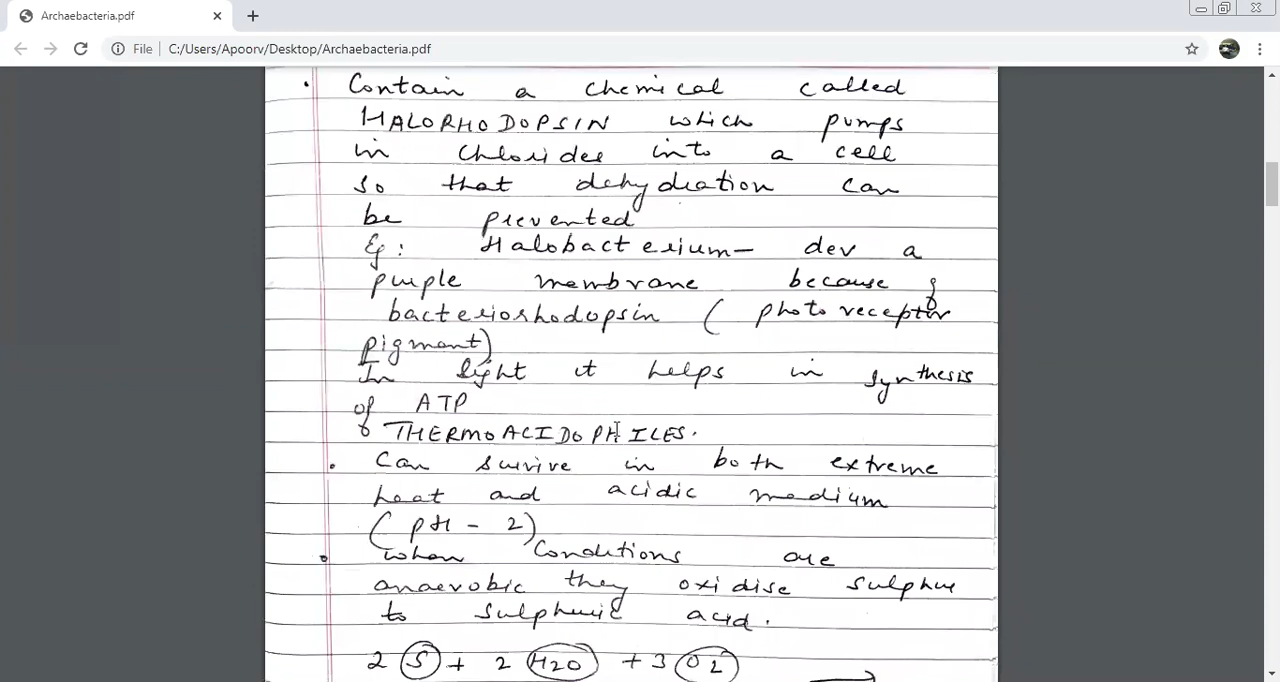 Archaebacteria.pdf
File C:/Users/Apoorv/Desktop/Archaebacteria.pdf
• Contain a chemical called
HALORHODOPSIN which pumps
in chlorides into a cell
so that dehydration can
be prevented
Eg: Halobacterium- dev a
purple membrane because of
bacteriorhodopsin ( photoreceptor
pigment)
In light it helps in synthesis
of ATP
THERMOACIDOPHILES.
• Can survive in both extreme
heat and acidic medium
(pH - 2)
• when conditions are
anaerobic they oxidise sulphur
to sulphuric acid.
2 S + 2 H2O + 3 O2 →